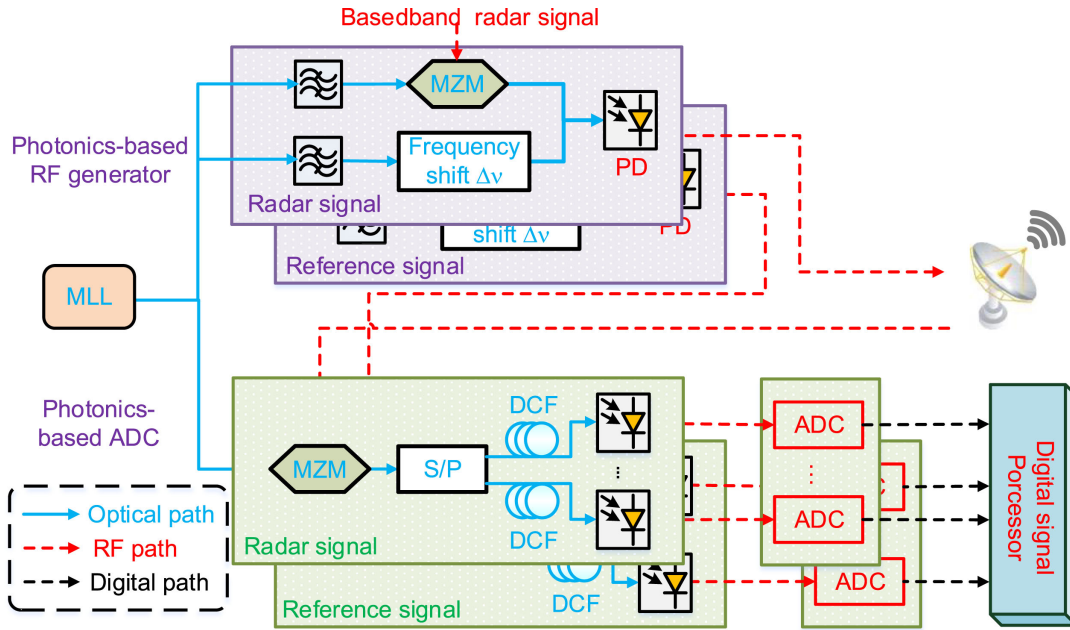 Basedband radar signal
MZM
Photonics-based
RF generator
Frequency
shift Δν
PD
Radar signal
PD
shift Δν
Reference signal
MLL
Photonics-
based ADC
DCF
ADC
Digital signal
Porcessor
MZM
S/P
...
...
C
ADC
DCF
Radar signal
DCF
ADC
Reference signal
Optical path
RF path
Digital path